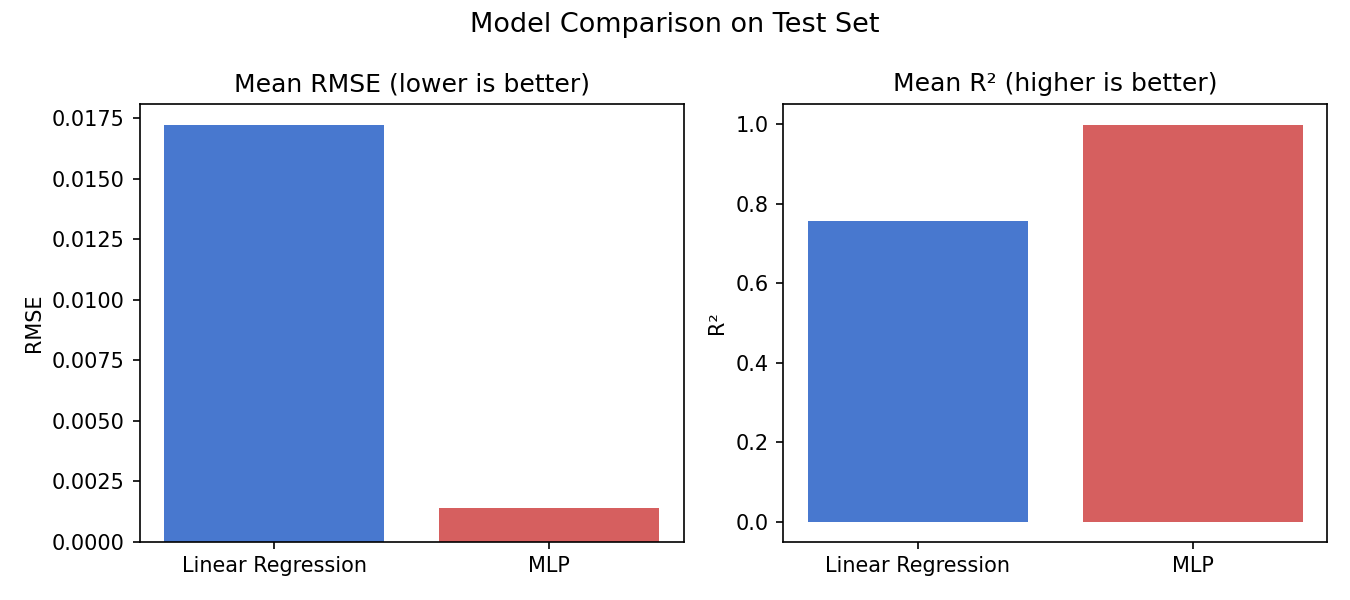 Model Comparison on Test Set
Mean RMSE (lower is better)
0.0175
0.0150
0.0125
0.0100
0.0075
0.0050
0.0025
0.0000
RMSE
Linear Regression
MLP
Mean R² (higher is better)
1.0
0.8
0.6
0.4
0.2
0.0
R²
Linear Regression
MLP